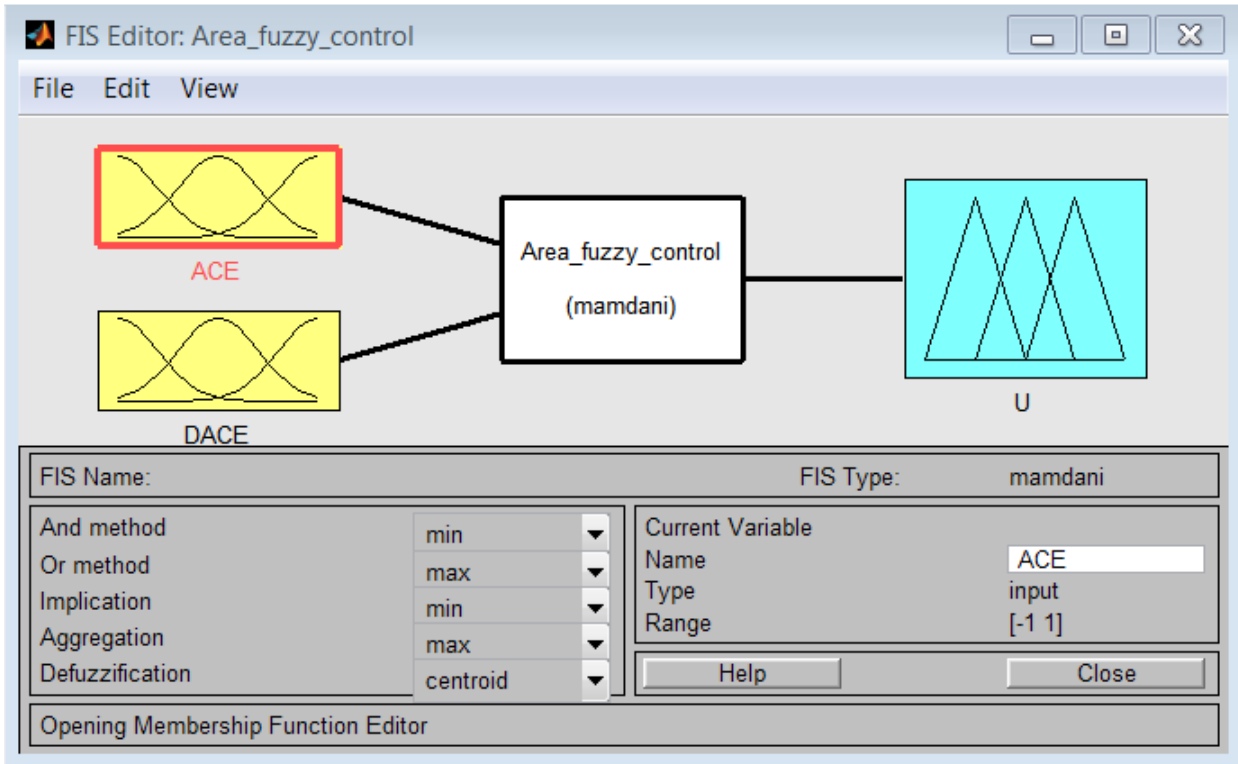 FIS Editor: Area_fuzzy_control
File Edit View
ACE
DACE
Area_fuzzy_control
(mamdani)
U
FIS Name: FIS Type: mamdani
And method min
Or method max
Implication min
Aggregation max
Defuzzification centroid
Current Variable
Name ACE
Type input
Range [-1 1]
Help Close
Opening Membership Function Editor